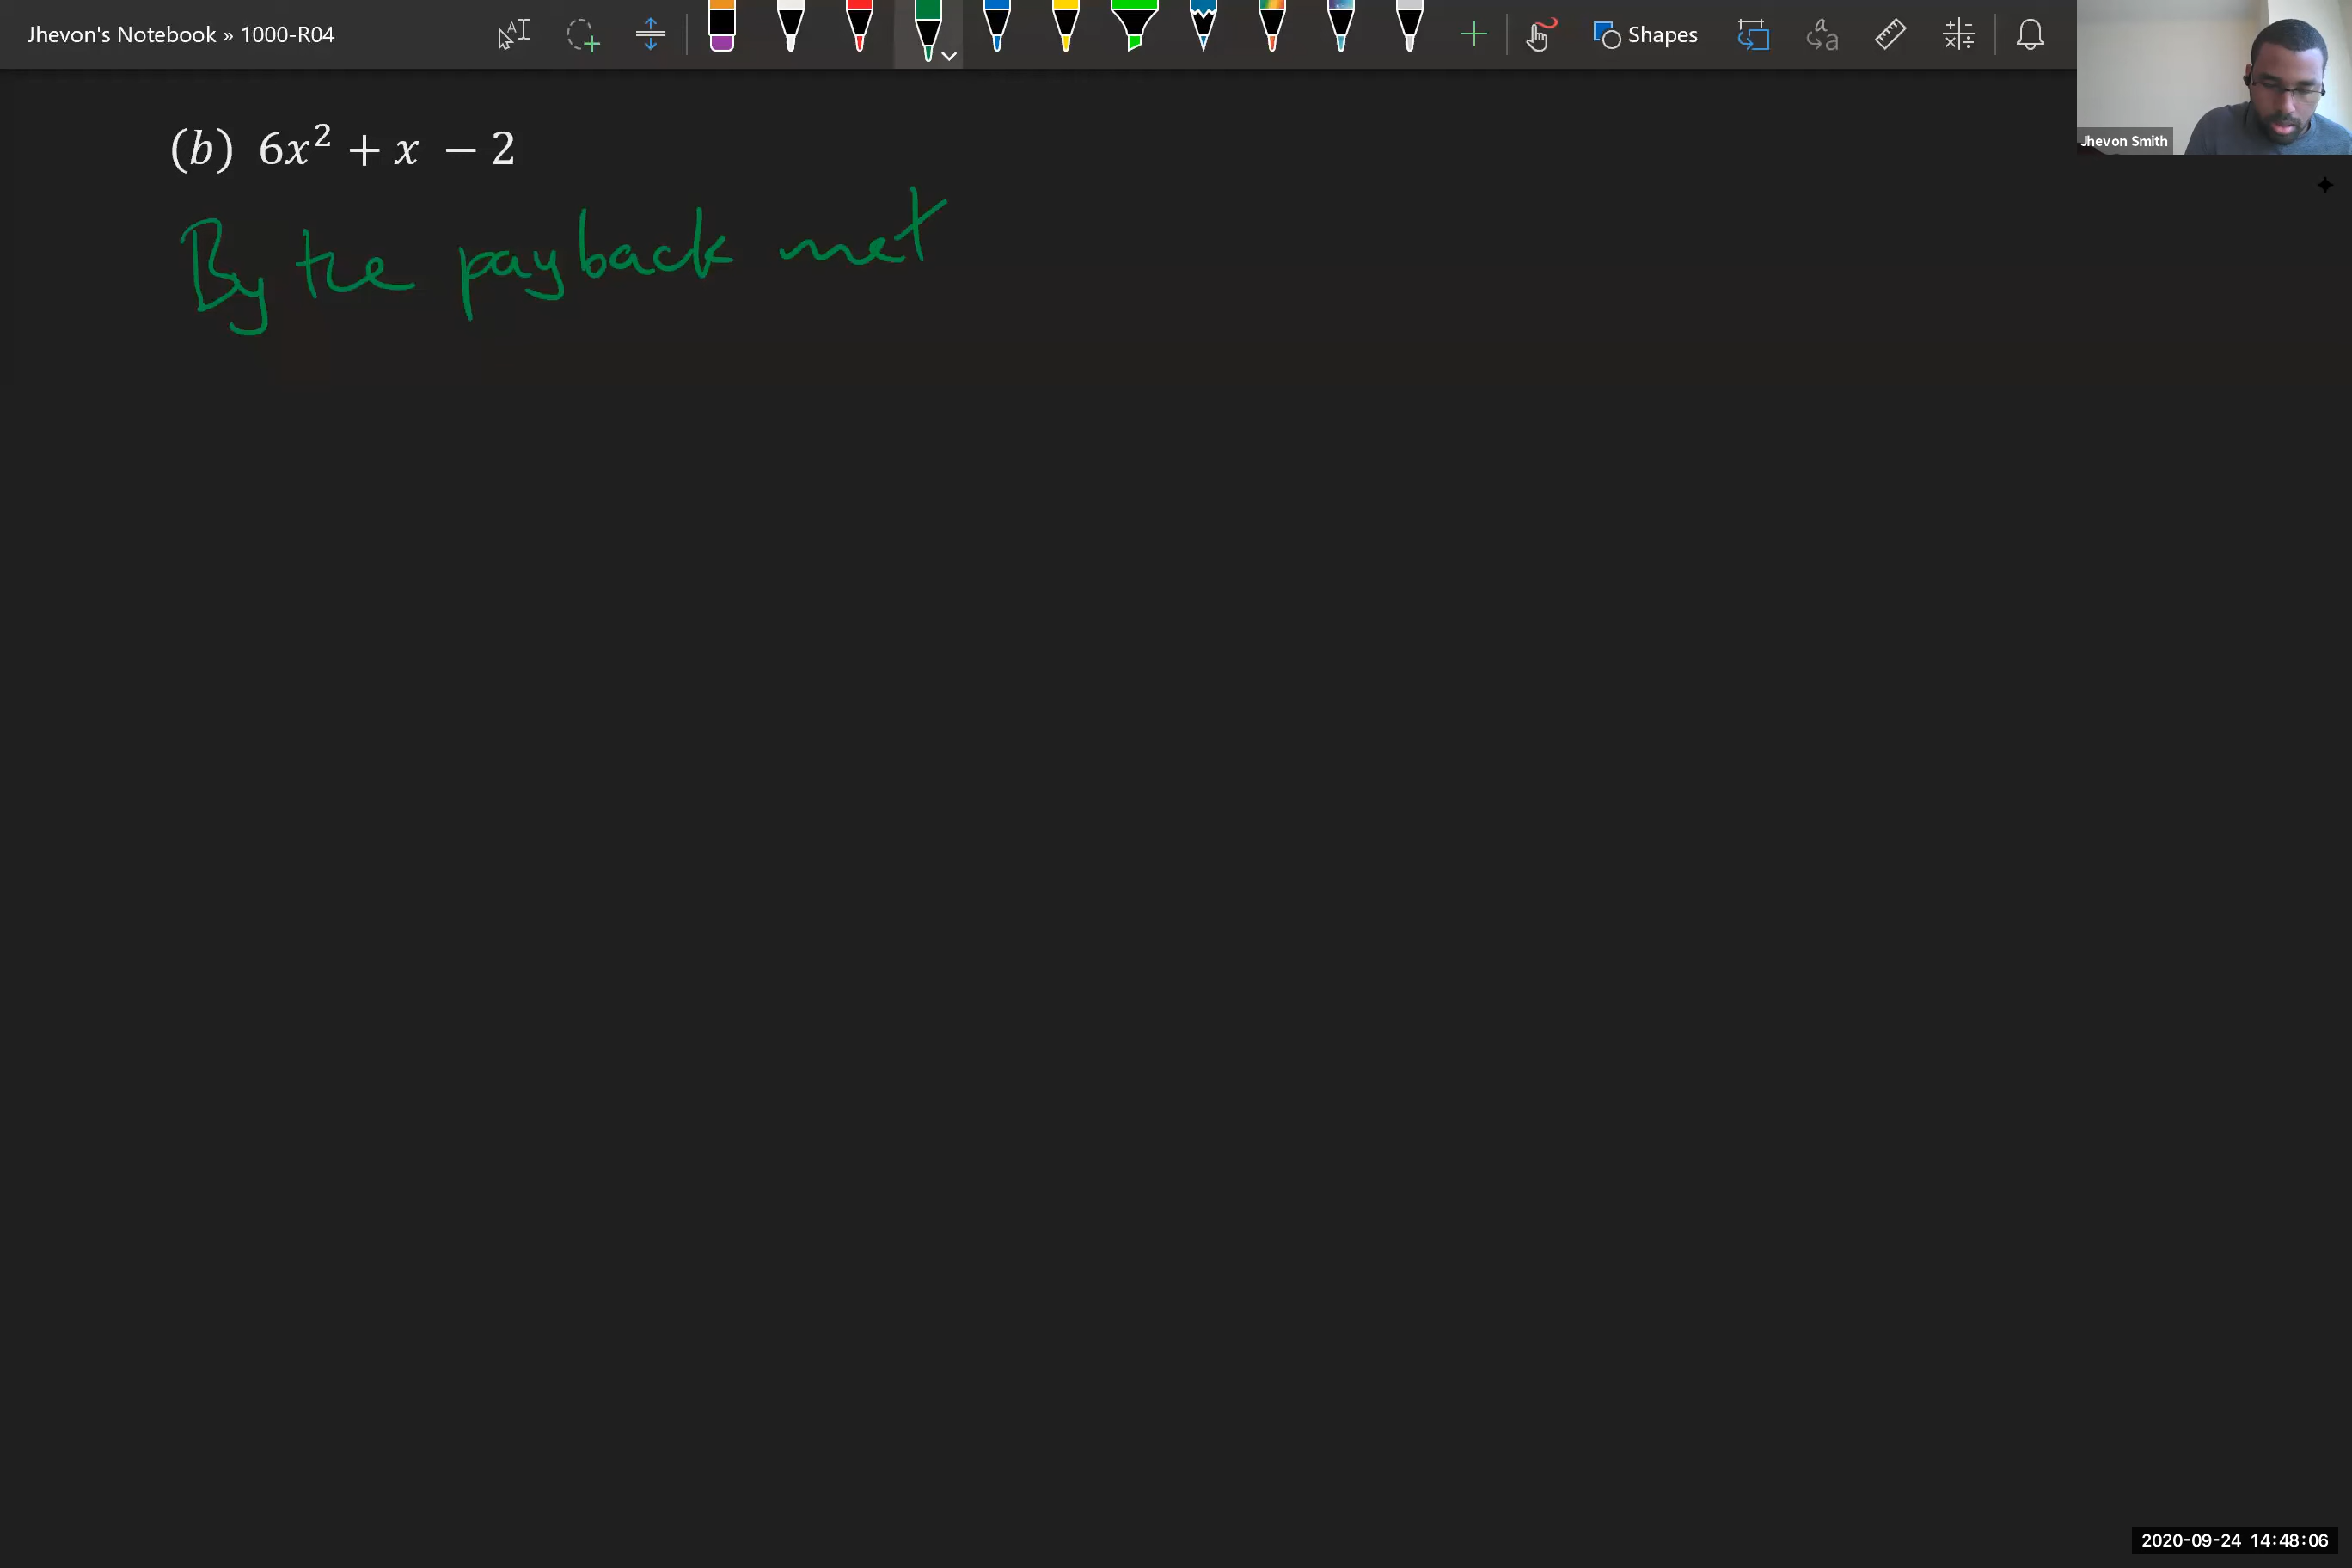 Jhevon's Notebook » 1000-R04
Shapes
Jhevon Smith
(b) 6x² + x − 2
By the payback met
2020-09-24 14:48:06